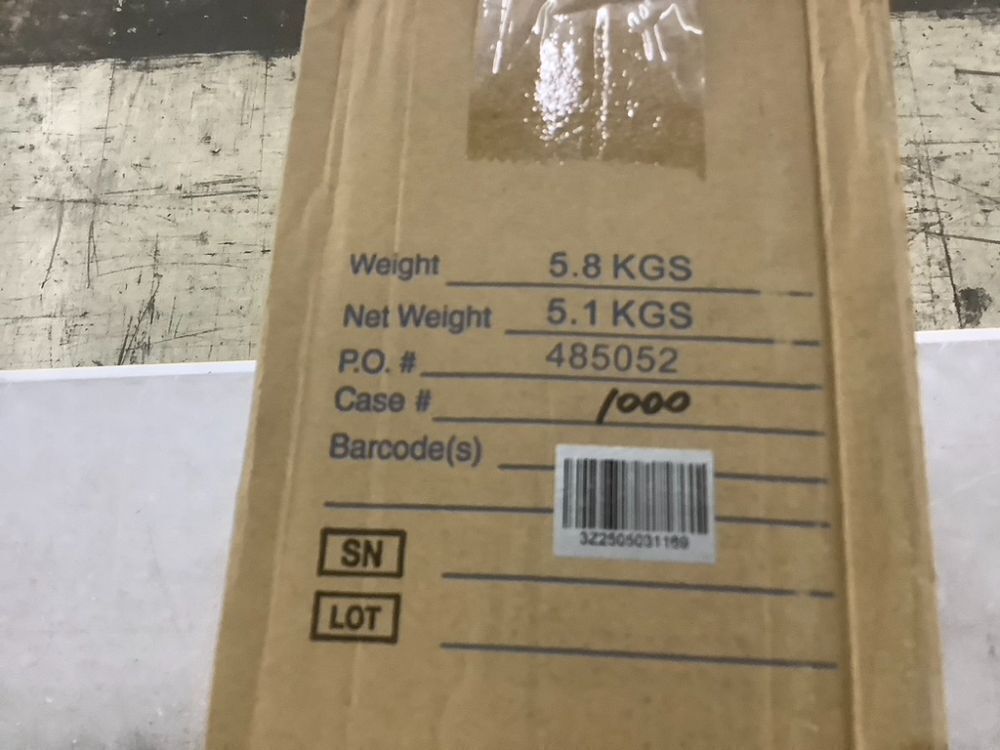 Weight 5.8 KGS
Net Weight 5.1 KGS
P.O. # 485052
Case # 1000
Barcode(s)
3Z2505031169
SN
LOT